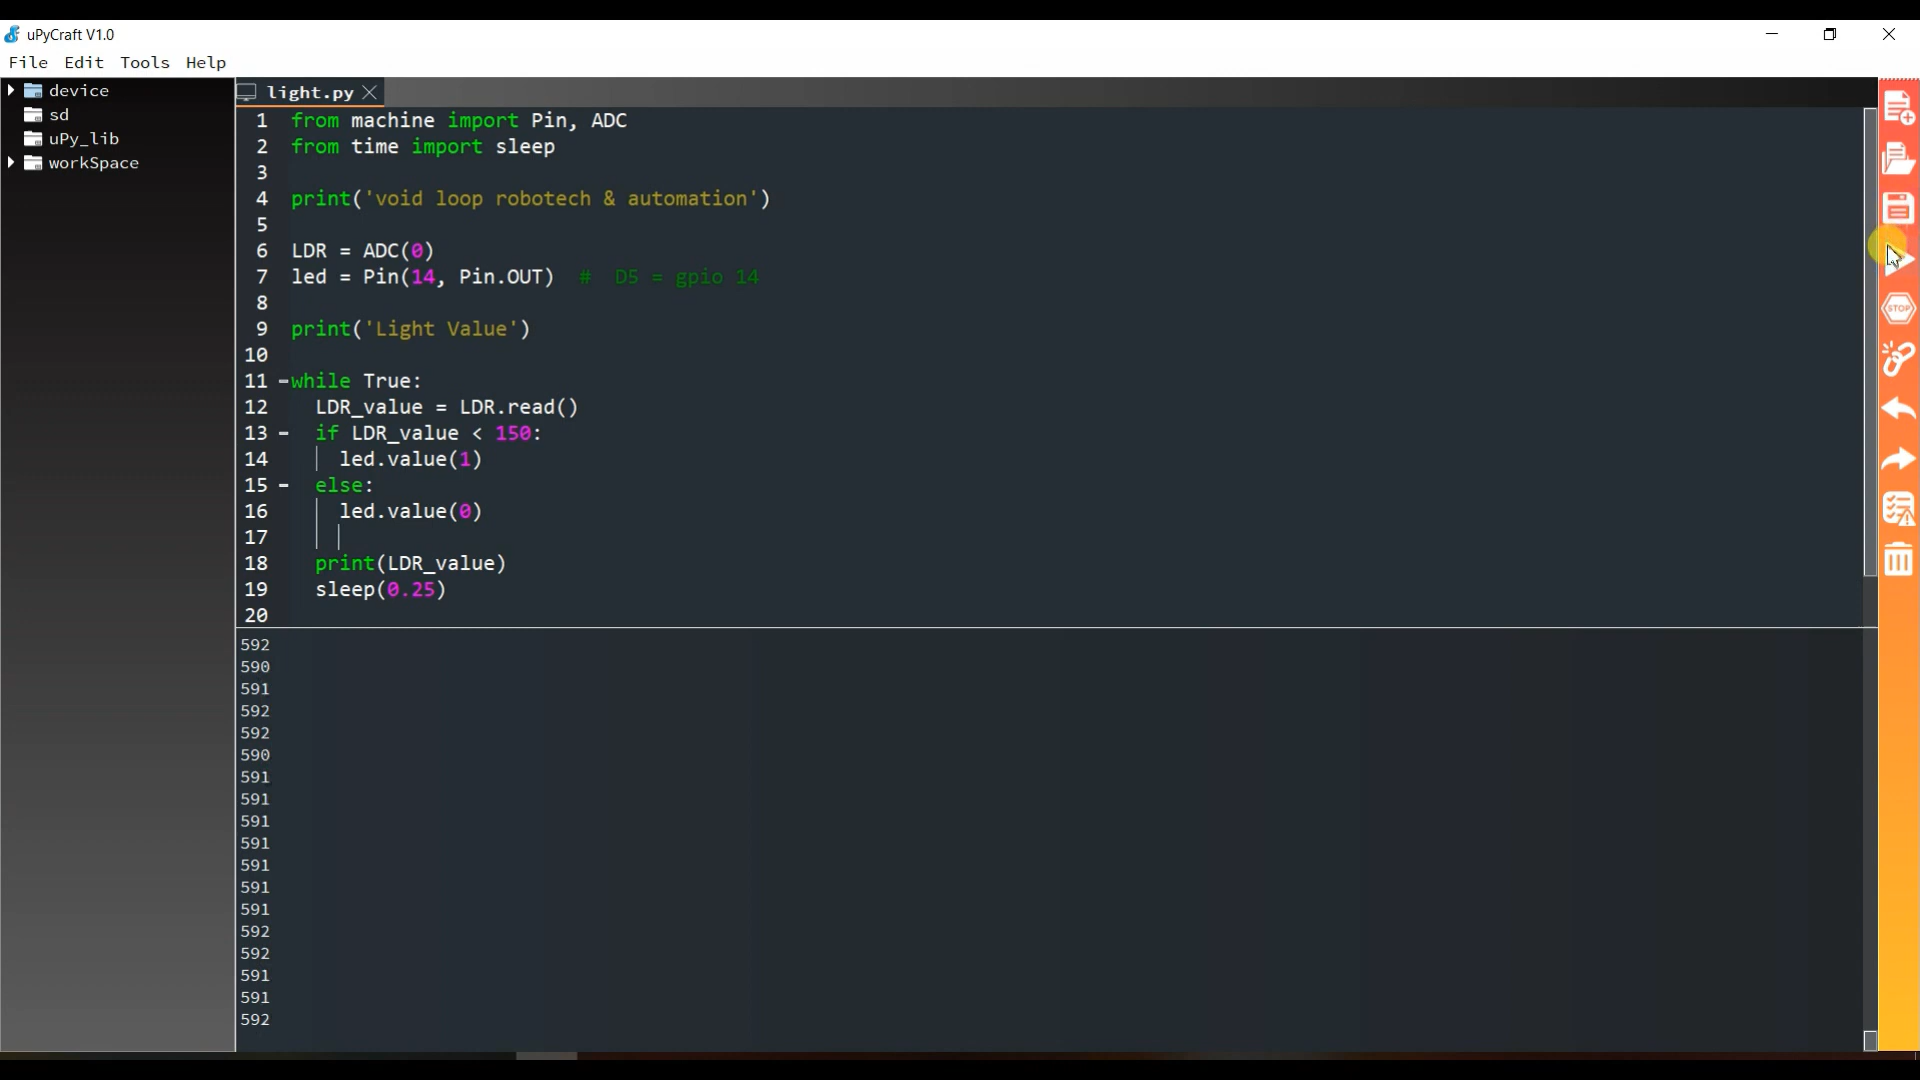 uPyCraft V1.0
File Edit Tools Help
device
sd
uPy_lib
workSpace
light.py
1 from machine import Pin, ADC
2 from time import sleep
3
4 print('void loop robotech & automation')
5
6 LDR = ADC(0)
7 led = Pin(14, Pin.OUT) # D5 = gpio 14
8
9 print('Light Value')
10
11 -while True:
12 LDR_value = LDR.read()
13 - if LDR_value < 150:
14 led.value(1)
15 - else:
16 led.value(0)
17
18 print(LDR_value)
19 sleep(0.25)
20
592
590
591
592
592
590
591
591
591
591
591
591
591
592
592
591
591
592
STOP